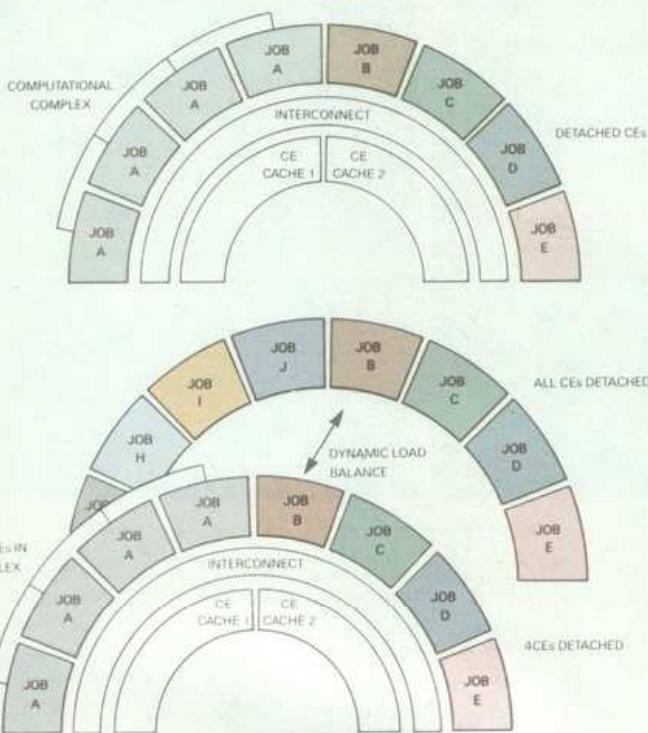 COMPUTATIONAL
COMPLEX
JOB
A
JOB
A
JOB
A
JOB
A
JOB
B
JOB
C
JOB
D
JOB
E
INTERCONNECT
CE
CACHE 1
CE
CACHE 2
DETACHED CEs
JOB
H
JOB
I
JOB
J
JOB
B
JOB
C
JOB
D
JOB
E
ALL CEs DETACHED
DYNAMIC LOAD
BALANCE
JOB
A
JOB
A
JOB
A
JOB
A
JOB
B
JOB
C
JOB
D
JOB
E
INTERCONNECT
CE
CACHE 1
CE
CACHE 2
IN
4CEs DETACHED